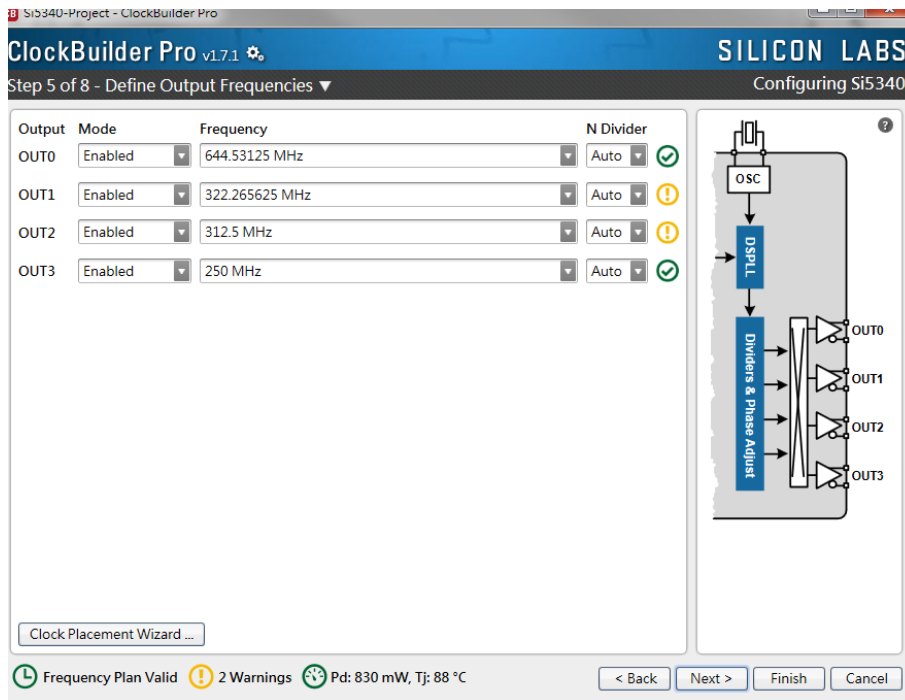 Si5340-Project - ClockBuilder Pro
ClockBuilder Pro v1.7.1
SILICON LABS
Step 5 of 8 - Define Output Frequencies ▼
Configuring Si5340
Output Mode Frequency N Divider
OUT0 Enabled 644.53125 MHz Auto
OUT1 Enabled 322.265625 MHz Auto
OUT2 Enabled 312.5 MHz Auto
OUT3 Enabled 250 MHz Auto
?
OSC
DSPLL
Dividers & Phase Adjust
OUT0
OUT1
OUT2
OUT3
Clock Placement Wizard ...
Frequency Plan Valid ! 2 Warnings Pd: 830 mW, Tj: 88 °C
< Back Next > Finish Cancel